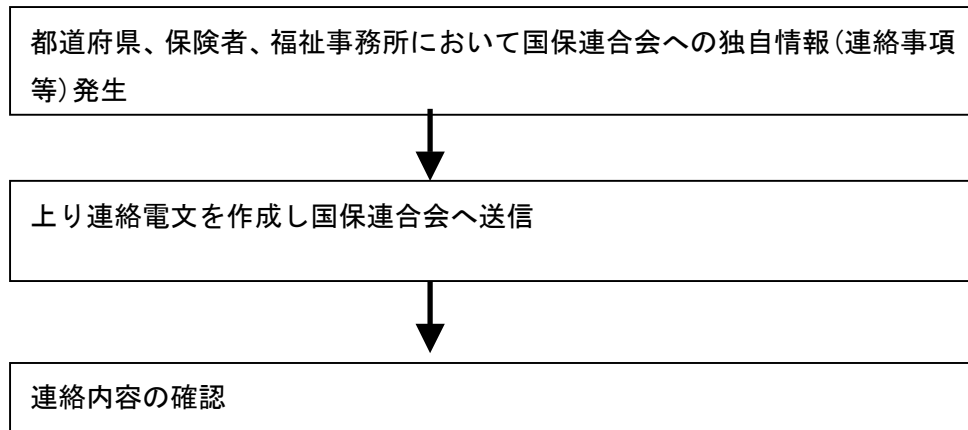 都道府県、保険者、福祉事務所において国保連合会への独自情報(連絡事項
等)発生
上り連絡電文を作成し国保連合会へ送信
連絡内容の確認